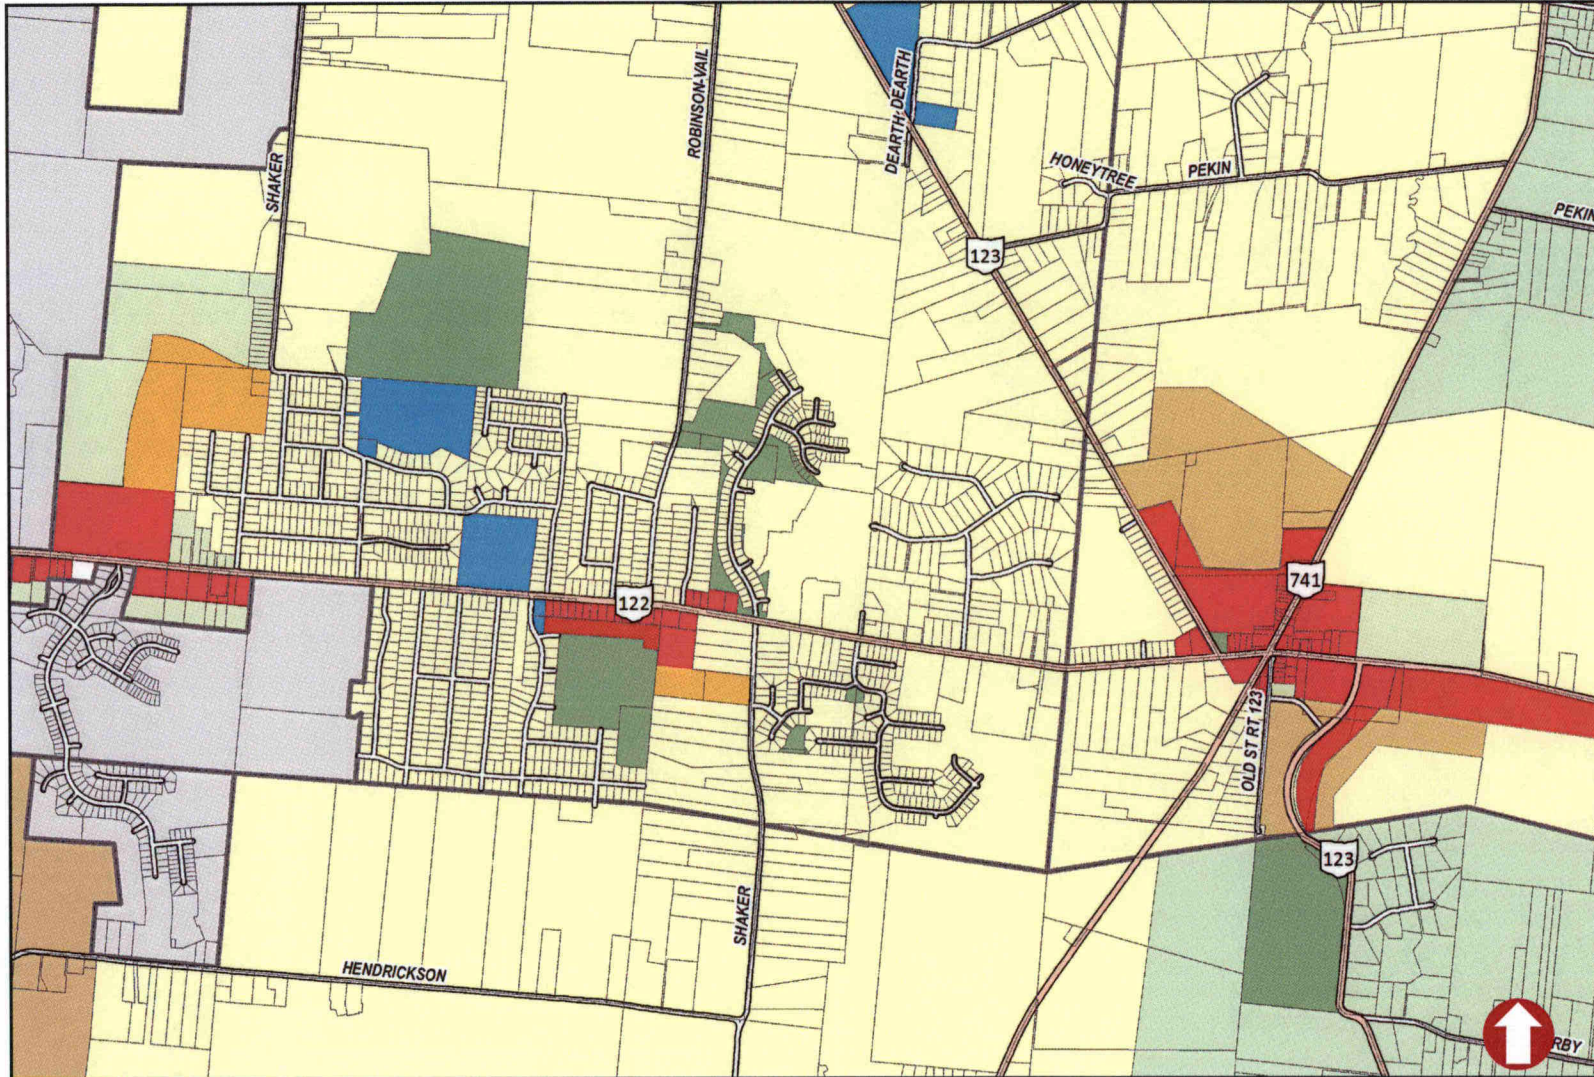 ROBINSON-VAIL
DEARTH
DEARTH
SHAKER
HONEYTREE
PEKIN
PEKIN
123
122
741
OLD ST RT 123
123
SHAKER
HENDRICKSON
RBY